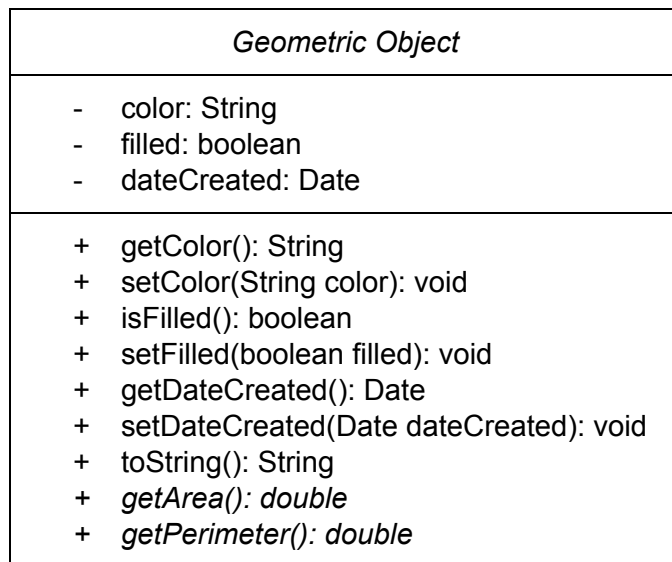 Geometric Object
- color: String
- filled: boolean
- dateCreated: Date
+ getColor(): String
+ setColor(String color): void
+ isFilled(): boolean
+ setFilled(boolean filled): void
+ getDateCreated(): Date
+ setDateCreated(Date dateCreated): void
+ toString(): String
+ getArea(): double
+ getPerimeter(): double